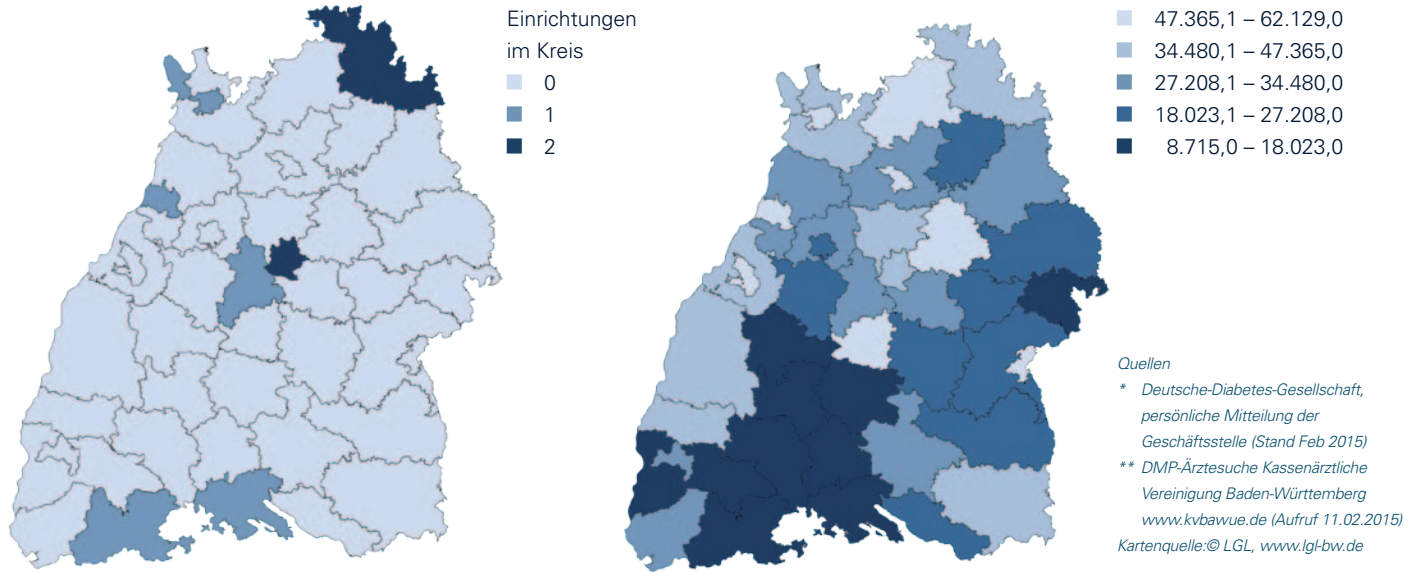 Einrichtungen
im Kreis
0
1
2
47.365,1 – 62.129,0
34.480,1 – 47.365,0
27.208,1 – 34.480,0
18.023,1 – 27.208,0
8.715,0 – 18.023,0
Quellen
* Deutsche-Diabetes-Gesellschaft,
persönliche Mitteilung der
Geschäftsstelle (Stand Feb 2015)
** DMP-Ärztesuche Kassenärztliche
Vereinigung Baden-Württemberg
www.kvbawue.de (Aufruf 11.02.2015)
Kartenquelle:© LGL, www.lgl-bw.de